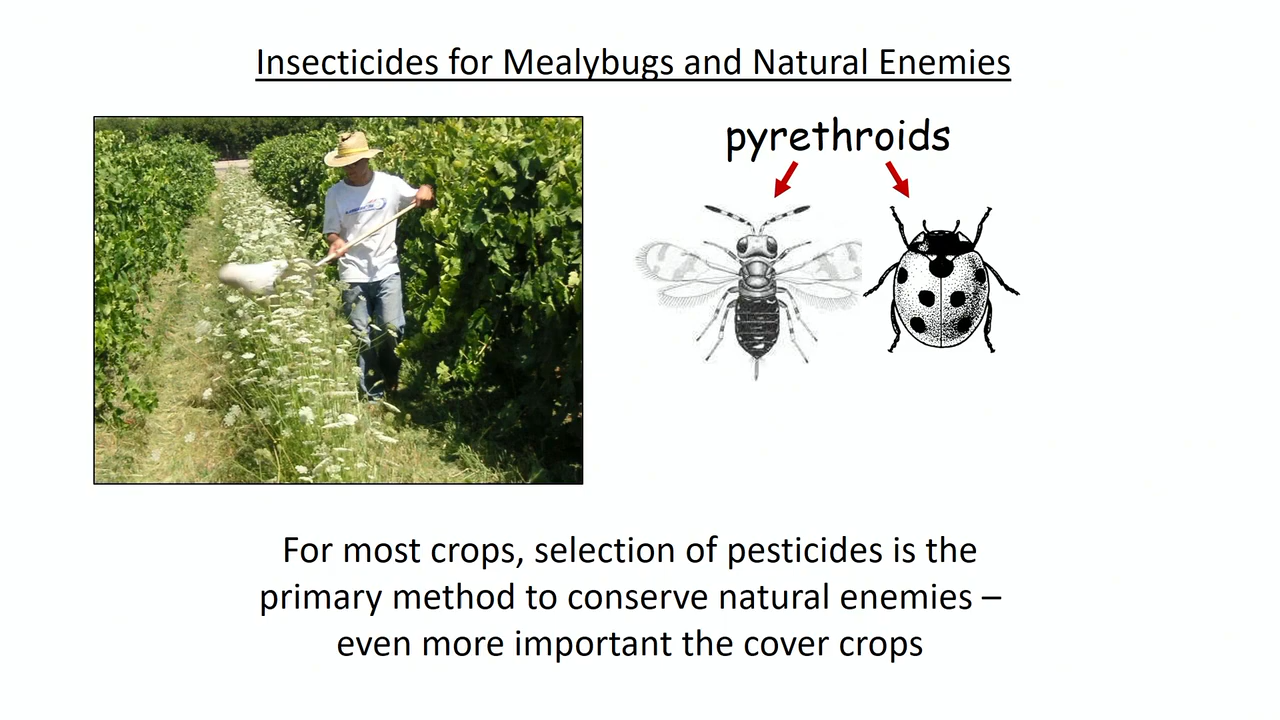 Insecticides for Mealybugs and Natural Enemies
pyrethroids
For most crops, selection of pesticides is the
primary method to conserve natural enemies –
even more important the cover crops